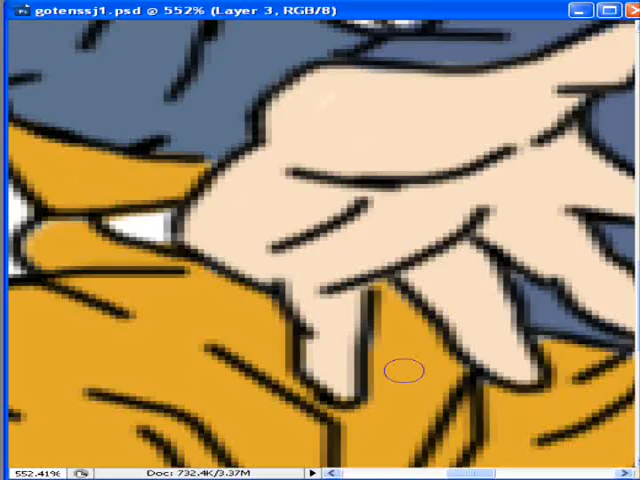 gotenssj1.psd @ 552% (Layer 3, RGB/8)
552.41% Doc: 732.4K/3.37M